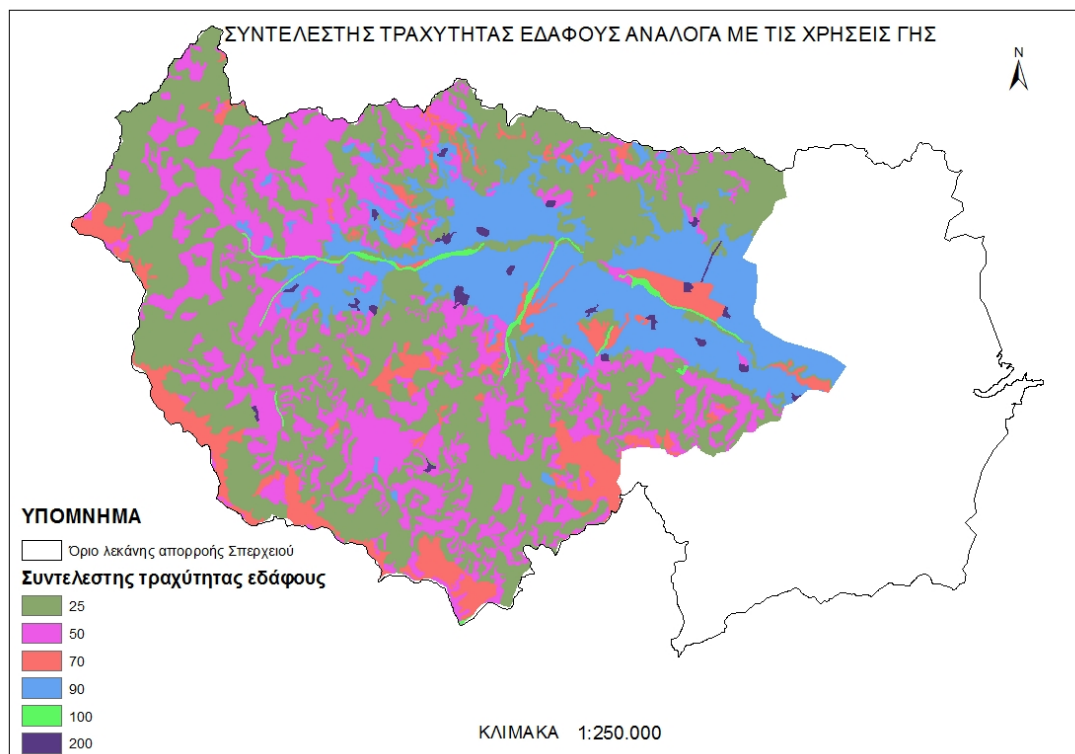 ΣΥΝΤΕΛΕΣΤΗΣ ΤΡΑΧΥΤΗΤΑΣ ΕΔΑΦΟΥΣ ΑΝΑΛΟΓΑ ΜΕ ΤΙΣ ΧΡΗΣΕΙΣ ΓΗΣ
N
ΥΠΟΜΝΗΜΑ
Όριο λεκάνης απορροής Σπερχειού
Συντελεστης τραχύτητας εδάφους
25
50
70
90
100
200
ΚΛΙΜΑΚΑ 1:250.000